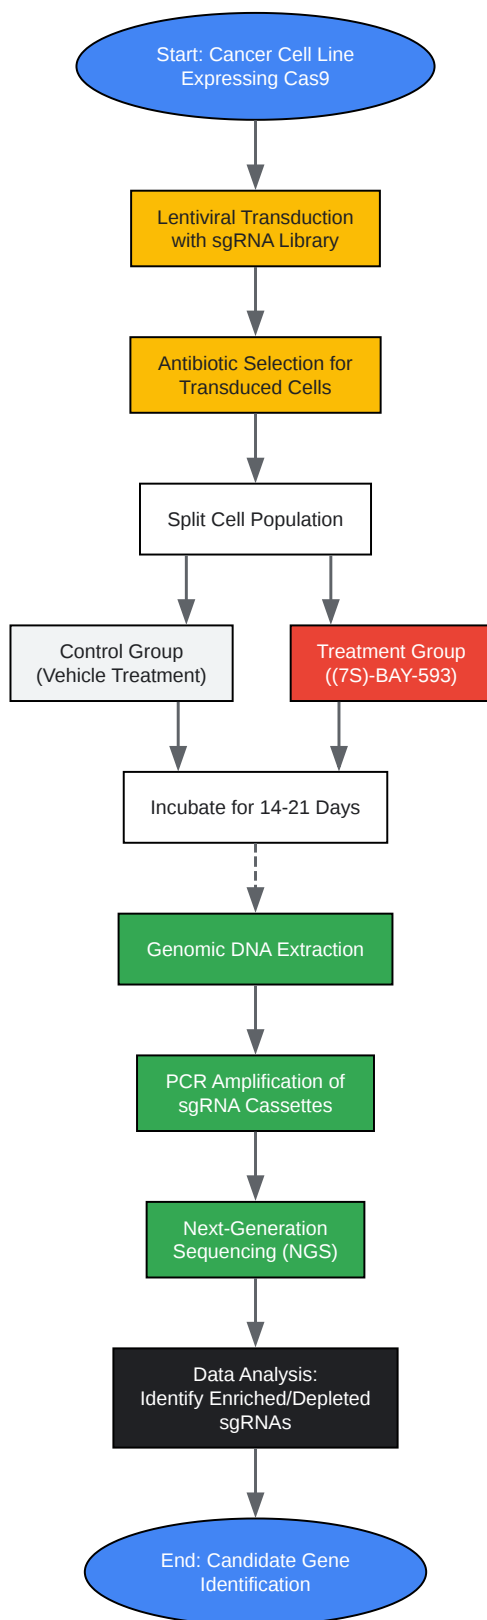 Start: Cancer Cell Line
Expressing Cas9
Lentiviral Transduction
with sgRNA Library
Antibiotic Selection for
Transduced Cells
Split Cell Population
Control Group
(Vehicle Treatment)
Treatment Group
((7S)-BAY-593)
Incubate for 14-21 Days
Genomic DNA Extraction
PCR Amplification of
sgRNA Cassettes
Next-Generation
Sequencing (NGS)
Data Analysis:
Identify Enriched/Depleted
sgRNAs
End: Candidate Gene
Identification